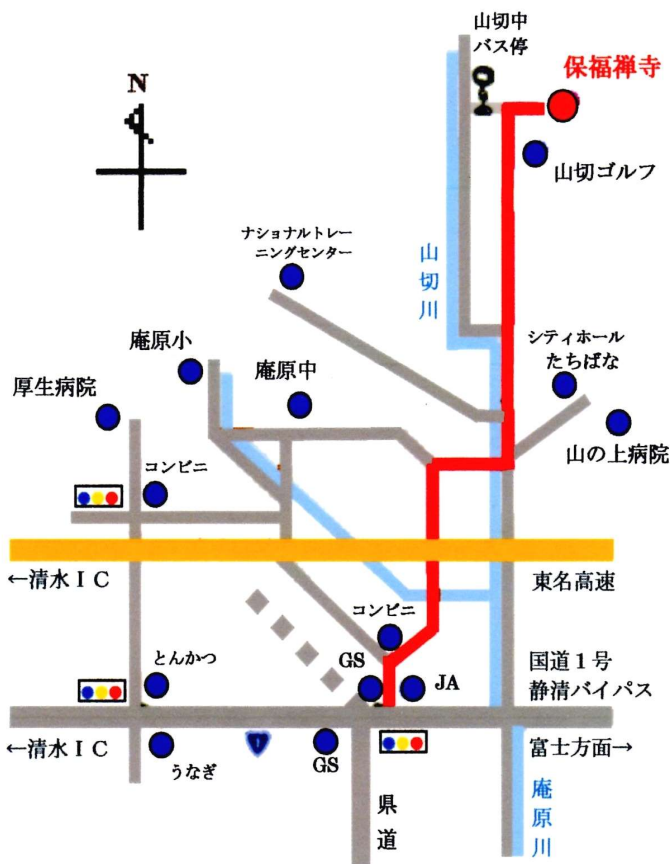 山切中
バス停
保福禅寺
N
山切ゴルフ
ナショナルトレー
ニングセンター
山切川
シティホール
たちばな
庵原小
庵原中
厚生病院
山の上病院
コンビニ
←清水ＩＣ
東名高速
コンビニ
とんかつ
GS
JA
国道１号
静清バイパス
←清水ＩＣ
うなぎ
1
GS
富士方面→
県道
庵原川